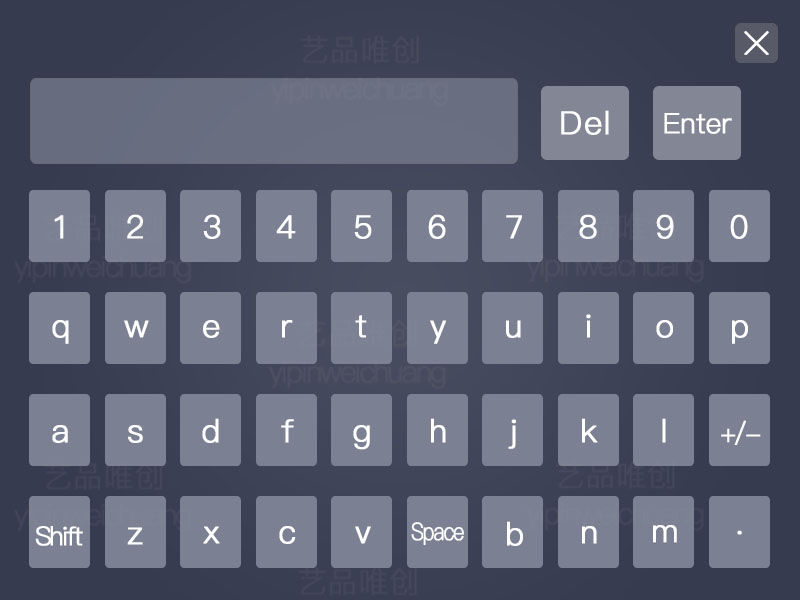 艺品唯创
yipinweichuang
Del Enter
1 2 3 4 5 6 7 8 9 0
艺品唯创 艺品唯创
yipinweichuang yipinweichuang
q w e r t y u i o p
艺品唯创
yipinweichuang
a s d f g h j k l +/−
艺品唯创 艺品唯创
Shift z x c v Space b n m ·
yipinweichuang yipinweichuang
艺品唯创